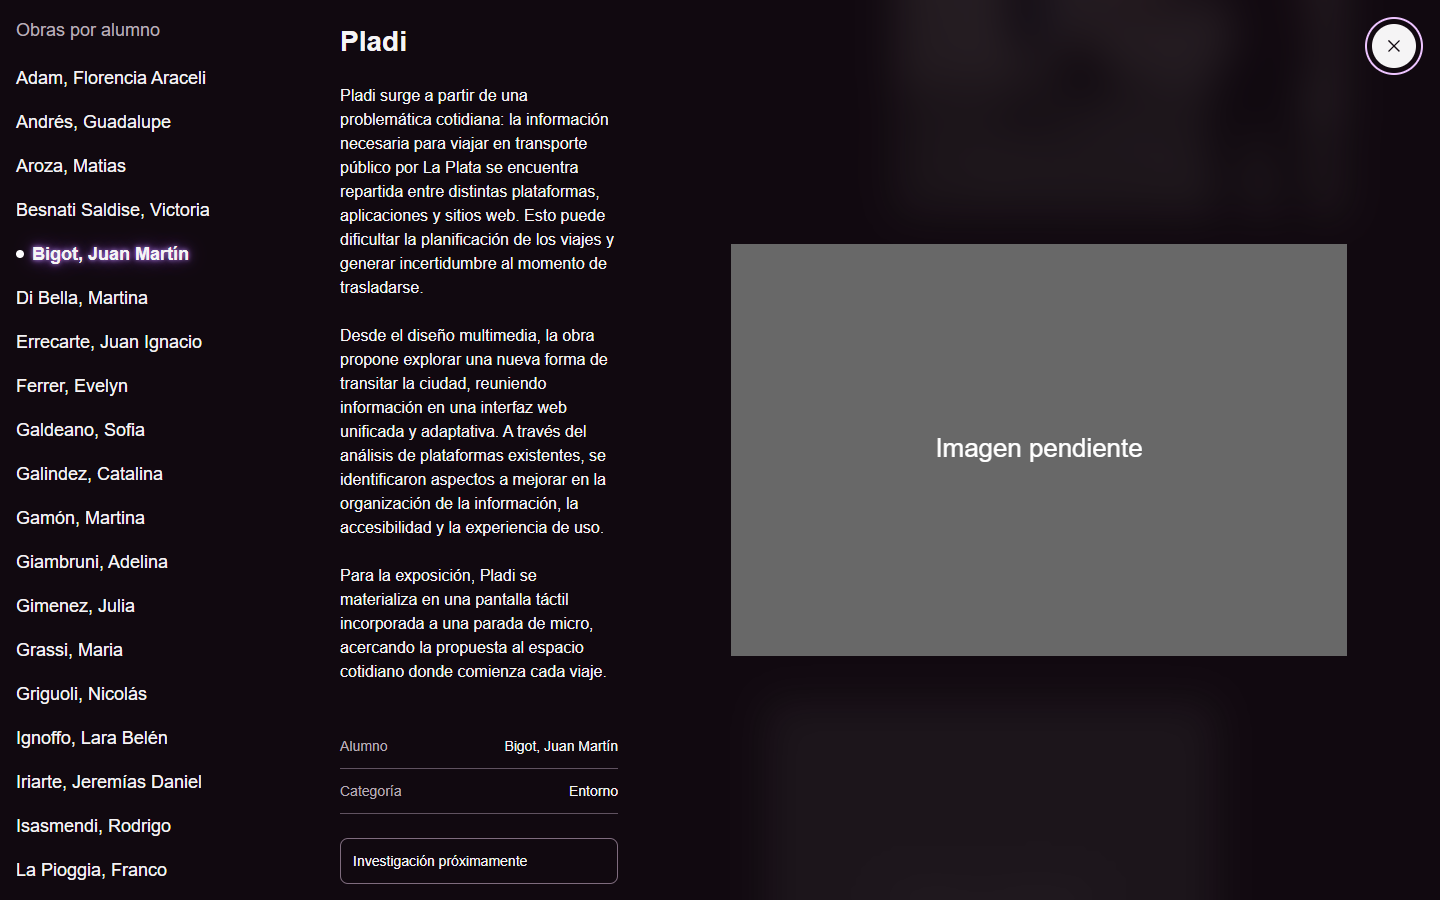 Obras por alumno
Adam, Florencia Araceli
Andrés, Guadalupe
Aroza, Matias
Besnati Saldise, Victoria
Bigot, Juan Martín
Di Bella, Martina
Errecarte, Juan Ignacio
Ferrer, Evelyn
Galdeano, Sofia
Galindez, Catalina
Gamón, Martina
Giambruni, Adelina
Gimenez, Julia
Grassi, Maria
Griguoli, Nicolás
Ignoffo, Lara Belén
Iriarte, Jeremías Daniel
Isasmendi, Rodrigo
La Pioggia, Franco
Pladi
Pladi surge a partir de una
problemática cotidiana: la información
necesaria para viajar en transporte
público por La Plata se encuentra
repartida entre distintas plataformas,
aplicaciones y sitios web. Esto puede
dificultar la planificación de los viajes y
generar incertidumbre al momento de
trasladarse.
Desde el diseño multimedia, la obra
propone explorar una nueva forma de
transitar la ciudad, reuniendo
información en una interfaz web
unificada y adaptativa. A través del
análisis de plataformas existentes, se
identificaron aspectos a mejorar en la
organización de la información, la
accesibilidad y la experiencia de uso.
Para la exposición, Pladi se
materializa en una pantalla táctil
incorporada a una parada de micro,
acercando la propuesta al espacio
cotidiano donde comienza cada viaje.
Alumno Bigot, Juan Martín
Categoría Entorno
Investigación próximamente
Imagen pendiente